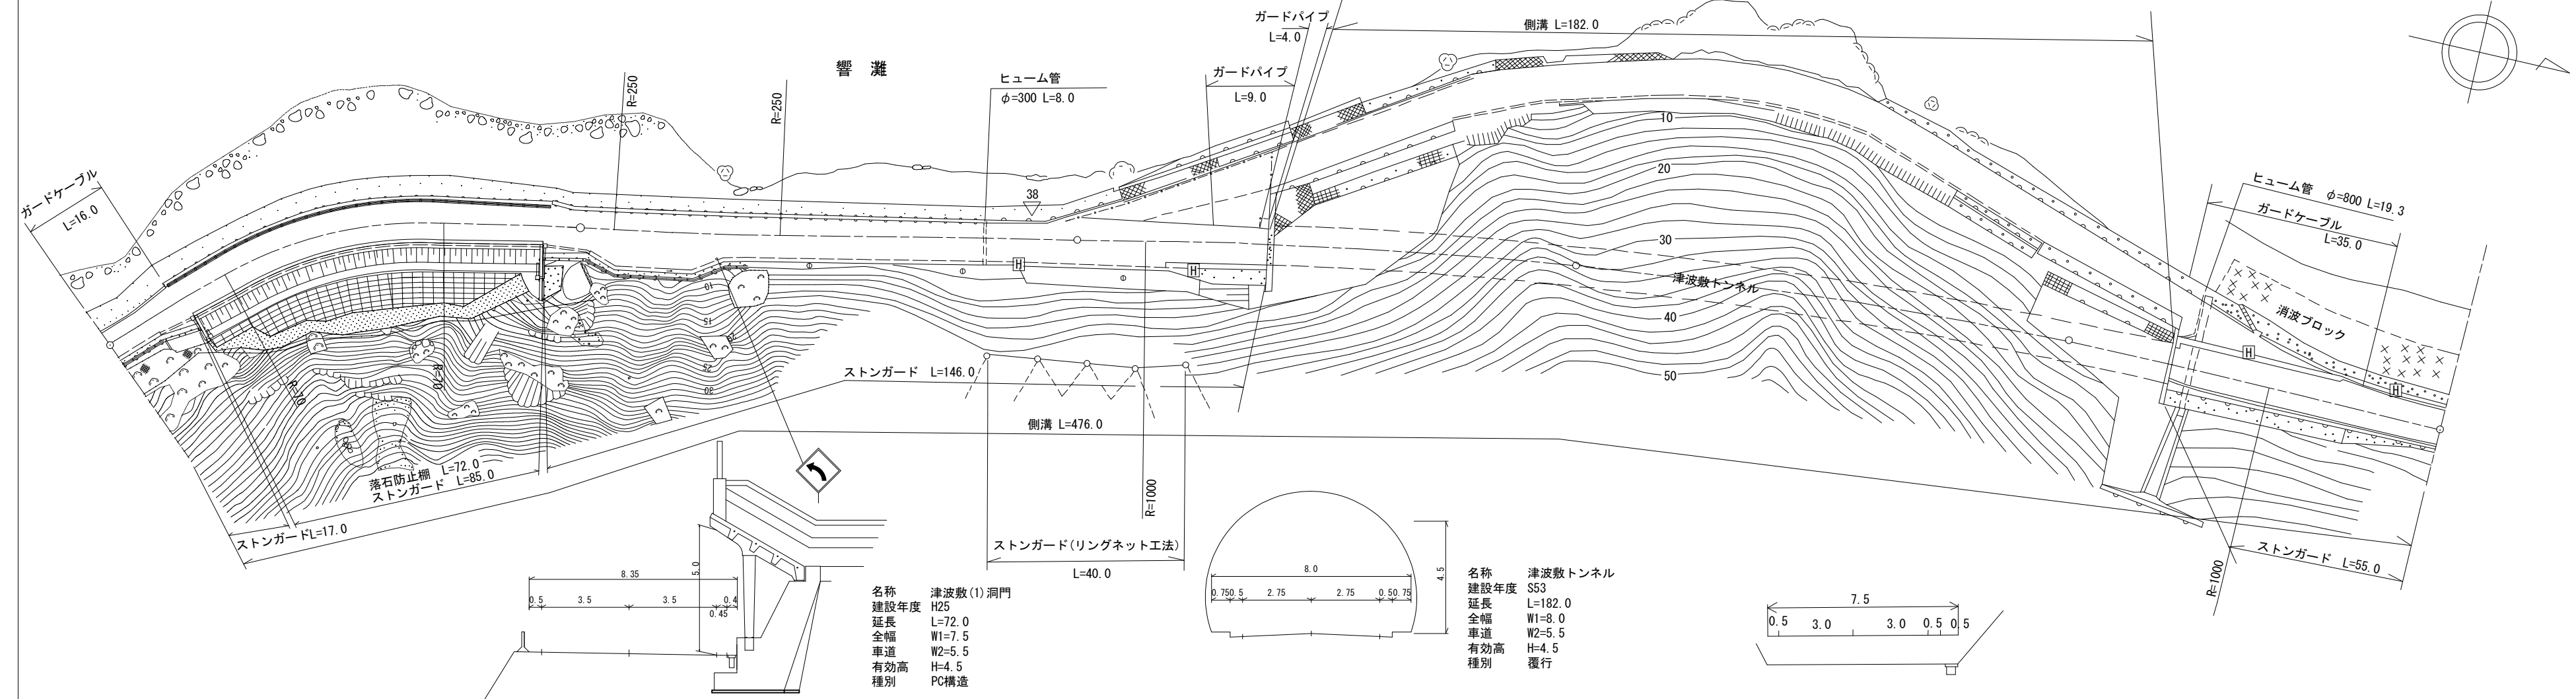 ガードパイプ
L=4.0
側溝 L=182.0
響 灘
ヒューム管
φ=300 L=8.0
ガードパイプ
L=9.0
R=250
R=250
38
ガードケーブル
L=16.0
10
20
30
40
50
津波敷トンネル
ヒューム管 φ=800 L=19.3
ガードケーブル
L=35.0
消波ブロック
H
H
H
H
10
15
25
30
R=70
R=70
ストンガード L=146.0
側溝 L=476.0
落石防止棚 L=72.0
ストンガード L=85.0
ストンガードL=17.0
R=1000
ストンガード(リングネット工法)
L=40.0
ストンガード L=55.0
R=1000
8.35
0.5 3.5 3.5 0.4
0.45
5.0
名称 津波敷(1)洞門
建設年度 H25
延長 L=72.0
全幅 W1=7.5
車道 W2=5.5
有効高 H=4.5
種別 PC構造
8.0
0.75 0.5 2.75 2.75 0.5 0.75
4.5
名称 津波敷トンネル
建設年度 S53
延長 L=182.0
全幅 W1=8.0
車道 W2=5.5
有効高 H=4.5
種別 覆行
7.5
0.5 3.0 3.0 0.5 0.5